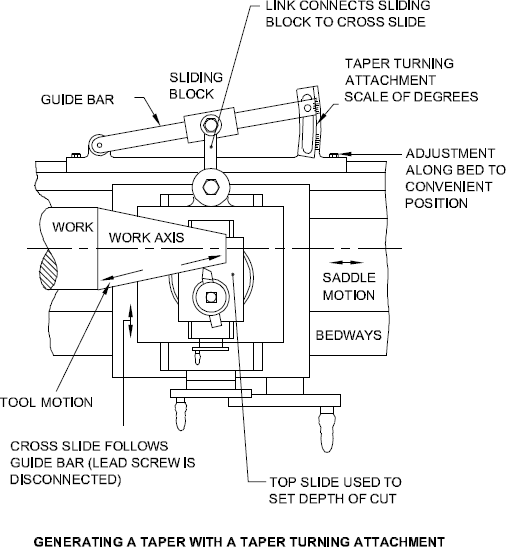 LINK CONNECTS SLIDING
BLOCK TO CROSS SLIDE
TAPER TURNING
ATTACHMENT
SCALE OF DEGREES
SLIDING
BLOCK
GUIDE BAR
ADJUSTMENT
ALONG BED TO
CONVENIENT
POSITION
WORK
WORK AXIS
SADDLE
MOTION
BEDWAYS
TOOL MOTION
CROSS SLIDE FOLLOWS
GUIDE BAR (LEAD SCREW IS
DISCONNECTED)
TOP SLIDE USED TO
SET DEPTH OF CUT
GENERATING A TAPER WITH A TAPER TURNING ATTACHMENT